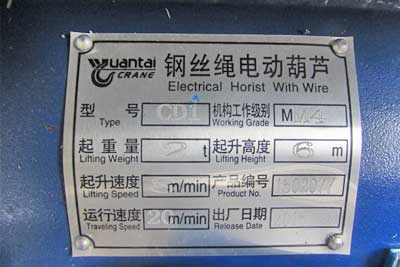 Yuantai
CRANE
钢丝绳电动葫芦
Electrical Horist With Wire
型 号 CD1 机构工作级别 M M4
Type Working Grade
起重量 2 t 起升高度 6 m
Lifting Weight Lifting Height
起升速度 m/min 产品编号
Lifting Speed Product No.
运行速度 20 m/min 出厂日期
Traveling Speed Release Date